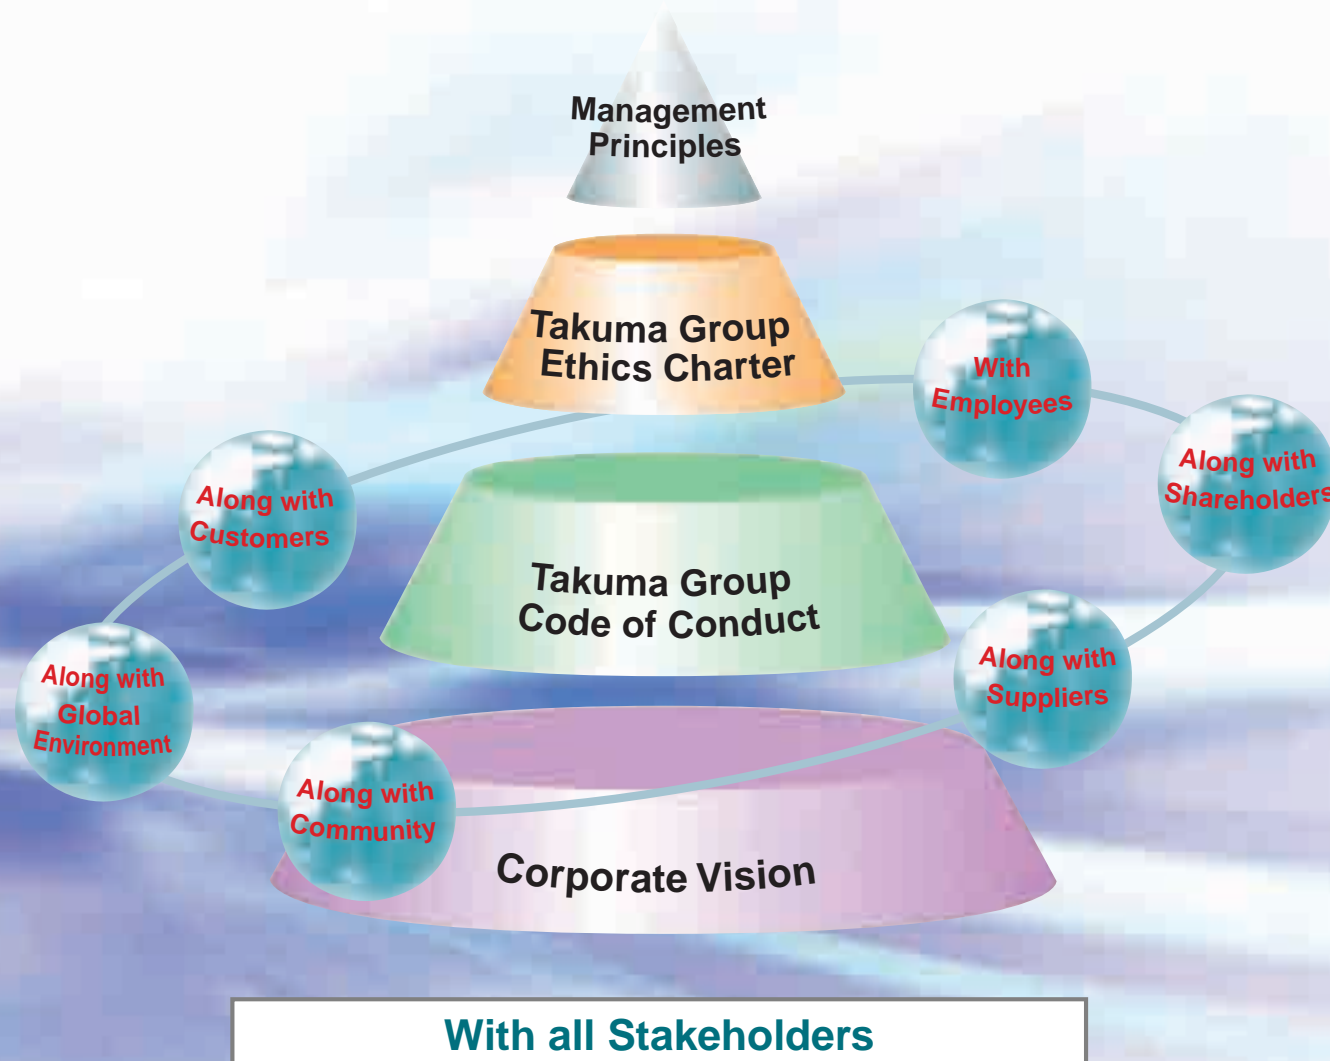 Management
Principles
Takuma Group
Ethics Charter
With
Employees
Along with
Shareholders
Along with
Customers
Takuma Group
Code of Conduct
Along with
Suppliers
Along with
Global
Environment
Along with
Community
Corporate Vision
With all Stakeholders